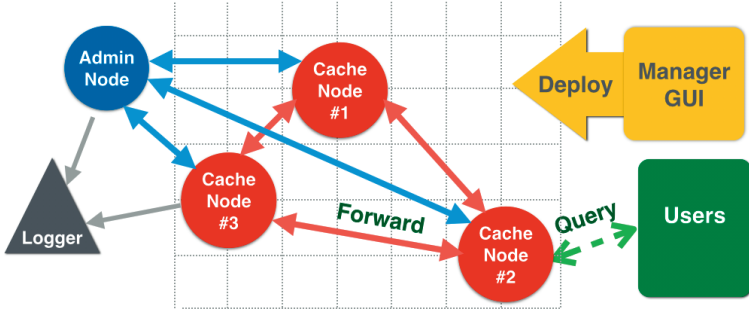 Admin
Node
Cache
Node
#1
Deploy
Manager
GUI
Cache
Node
#3
Forward
Query
Users
Logger
Cache
Node
#2